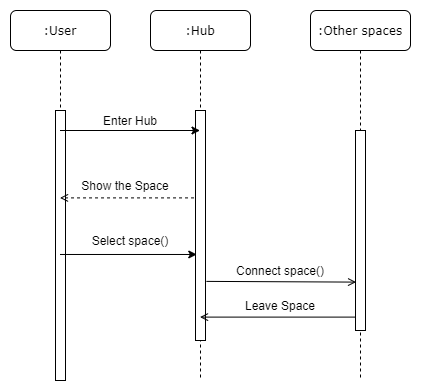 :User
:Hub
:Other spaces
Enter Hub
Show the Space
Select space()
Connect space()
Leave Space